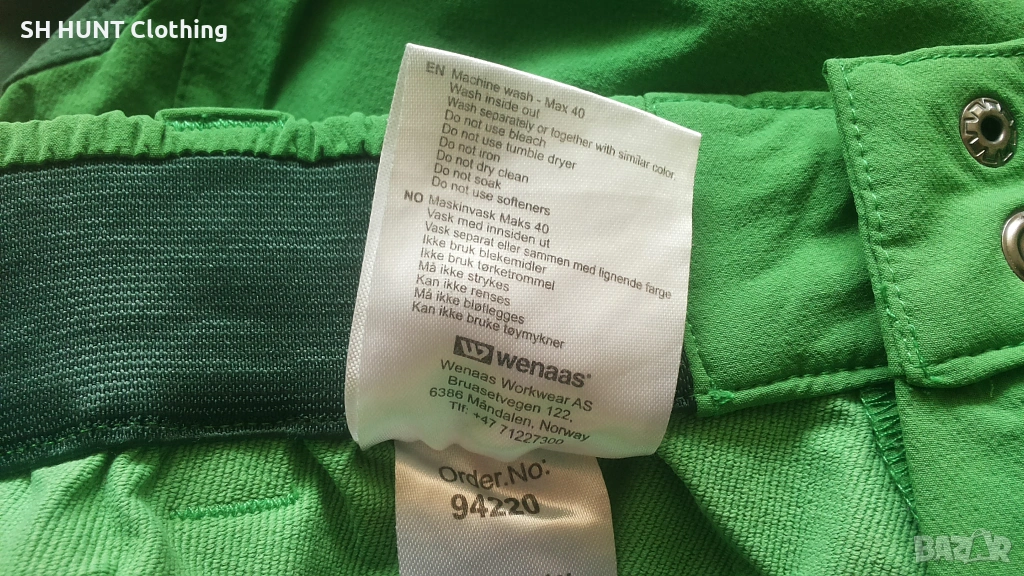 SH HUNT Clothing
EN Machine wash - Max 40
Wash inside out
Wash separately or together with similar color.
Do not use bleach
Do not use tumble dryer
Do not iron
Do not dry clean
Do not soak
Do not use softeners
NO Maskinvask Maks 40
Vask med innsiden ut
Vask separat eller sammen med lignende farge
Ikke bruk blekemidler
Ikke bruk tørketrommel
Må ikke strykes
Kan ikke renses
Må ikke bløtlegges
Kan ikke bruke tøymykner
wenaas
Wenaas Workwear AS
Bruasetvegen 122,
6386 Måndalen, Norway
Tlf: +47 71227300
Order.No:
94220
BAZAR